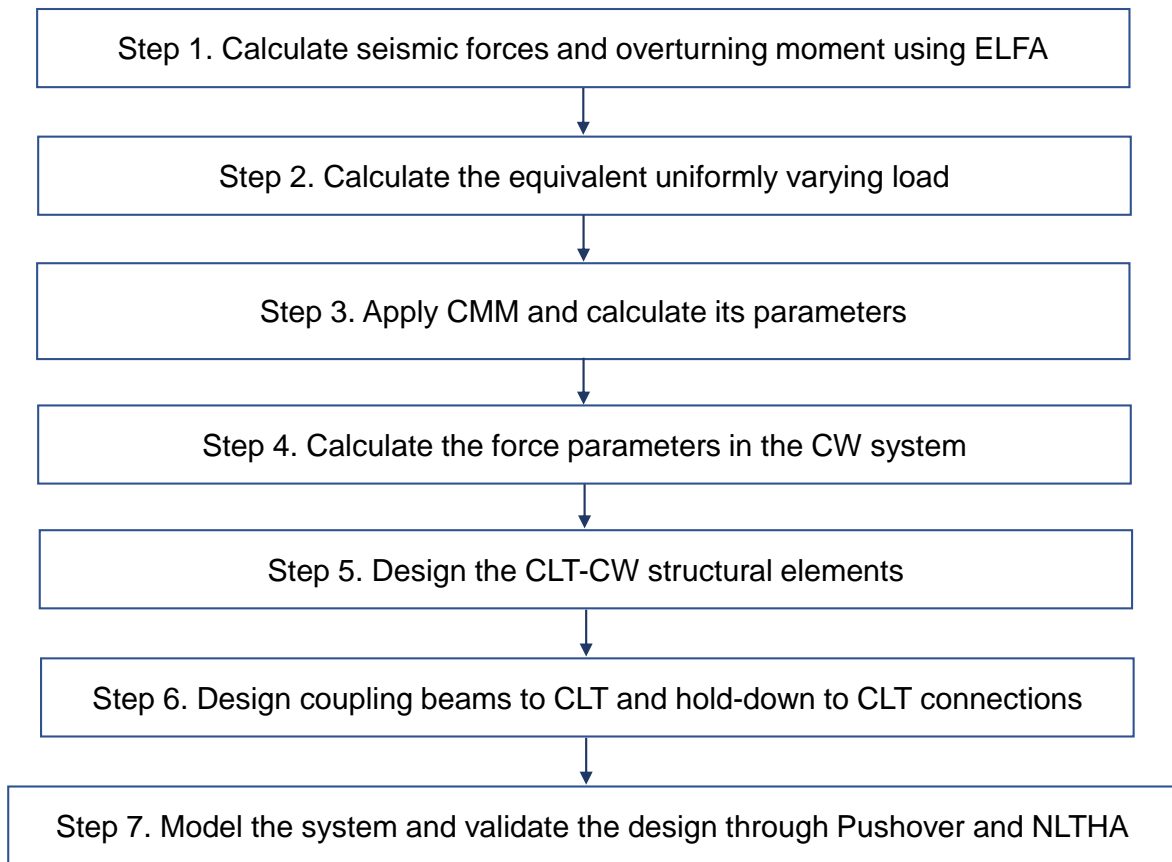 Step 1. Calculate seismic forces and overturning moment using ELFA
Step 2. Calculate the equivalent uniformly varying load
Step 3. Apply CMM and calculate its parameters
Step 4. Calculate the force parameters in the CW system
Step 5. Design the CLT-CW structural elements
Step 6. Design coupling beams to CLT and hold-down to CLT connections
Step 7. Model the system and validate the design through Pushover and NLTHA